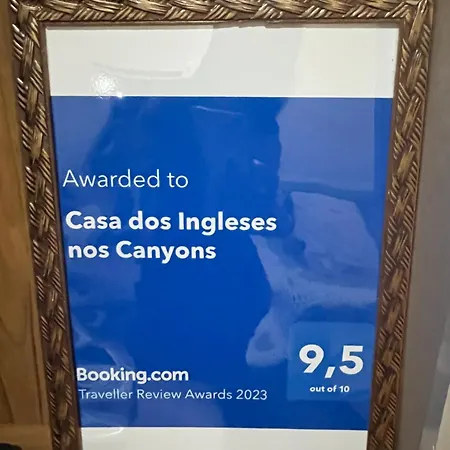 Awarded to
Casa dos Ingleses
nos Canyons
9,5
out of 10
Booking.com
Traveller Review Awards 2023